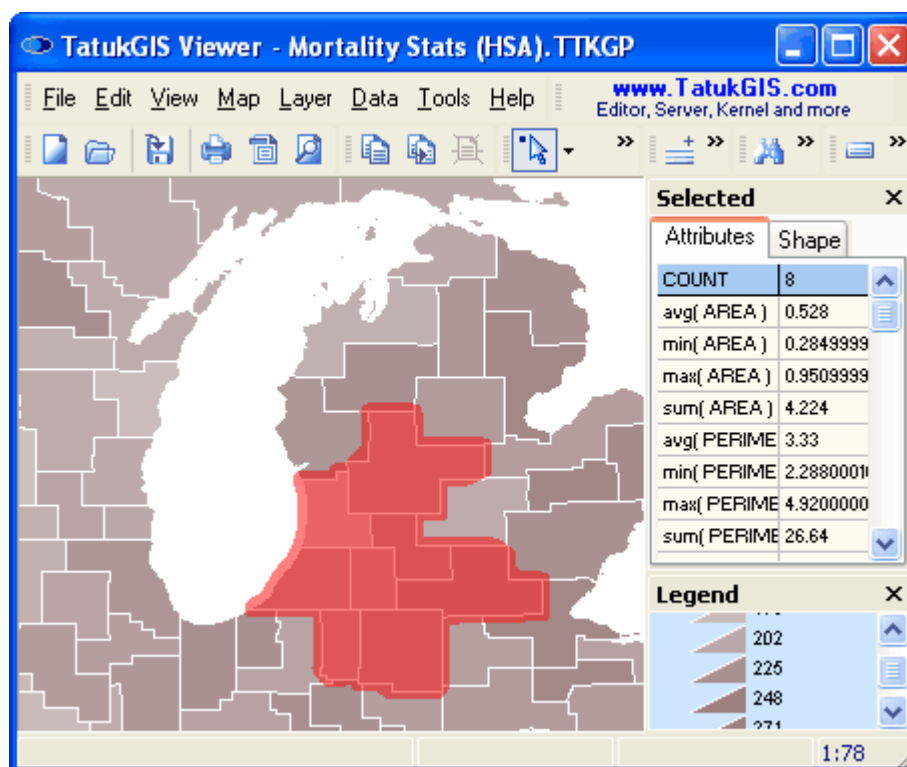 TatukGIS Viewer - Mortality Stats (HSA).TTKGP
File Edit View Map Layer Data Tools Help
www.TatukGIS.com
Editor, Server, Kernel and more
Selected
Attributes Shape
COUNT 8
avg( AREA ) 0.528
min( AREA ) 0.2849999
max( AREA ) 0.9509999
sum( AREA ) 4.224
avg( PERIME 3.33
min( PERIME 2.2880001
max( PERIME 4.9200000
sum( PERIME 26.64
Legend
202
225
248
271
1:78